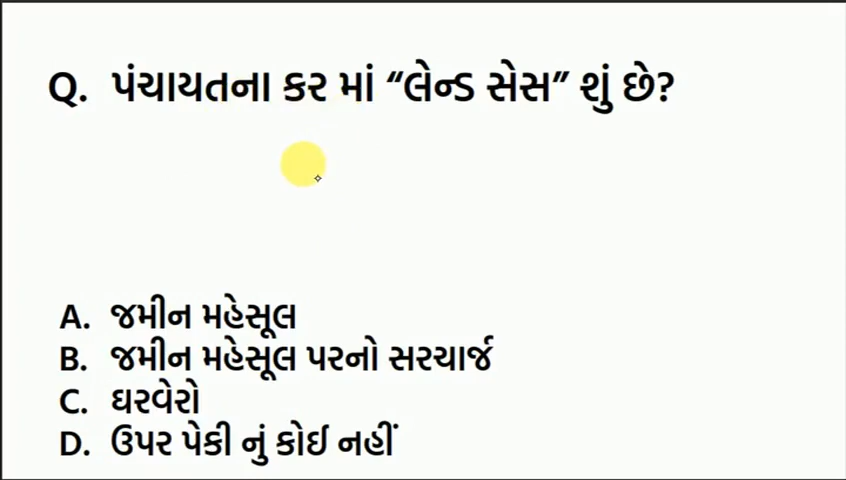 Q. પંચાયતના કર માં “લેન્ડ સેસ” શું છે?
A. જમીન મહેસૂલ
B. જમીન મહેસૂલ પરનો સરચાર્જ
C. ઘરવેરો
D. ઉપર પેકી નું કોઈ નહીં